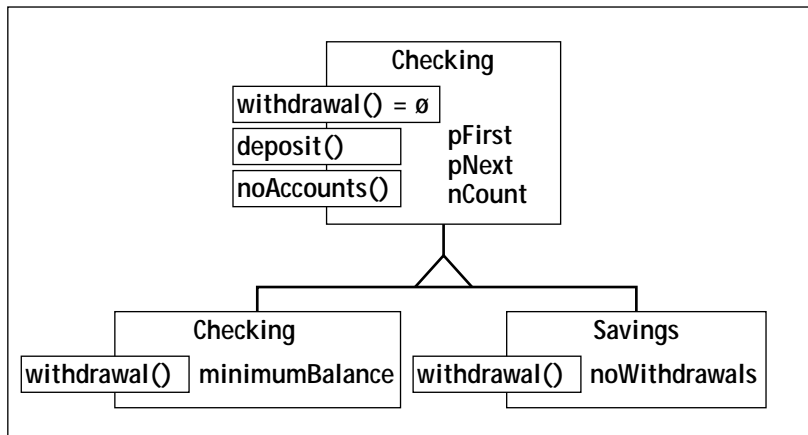 Checking
withdrawal() = ø
deposit()
noAccounts()
pFirst
pNext
nCount
Checking
withdrawal()
minimumBalance
Savings
withdrawal()
noWithdrawals